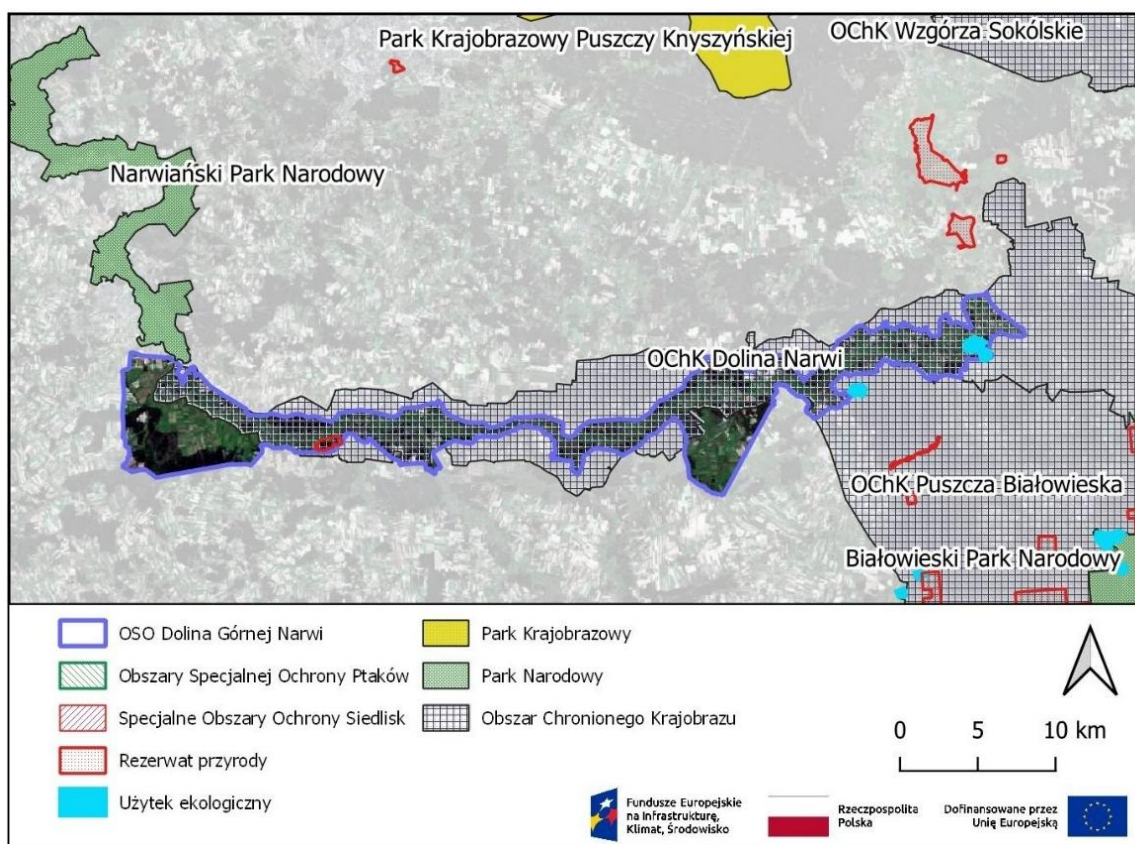 Park Krajobrazowy Puszczy Knyszyńskiej
OChK Wzgórza Sokólskie
Narwiański Park Narodowy
OChK Dolina Narwi
OChK Puszcza Białowieska
Białowieski Park Narodowy
OSO Dolina Górnej Narwi
Obszary Specjalnej Ochrony Ptaków
Specjalne Obszary Ochrony Siedlisk
Rezerwat przyrody
Użytek ekologiczny
Park Krajobrazowy
Park Narodowy
Obszar Chronionego Krajobrazu
0 5 10 km
Fundusze Europejskie
na Infrastrukturę,
Klimat, Środowisko
Rzeczpospolita
Polska
Dofinansowane przez
Unię Europejską